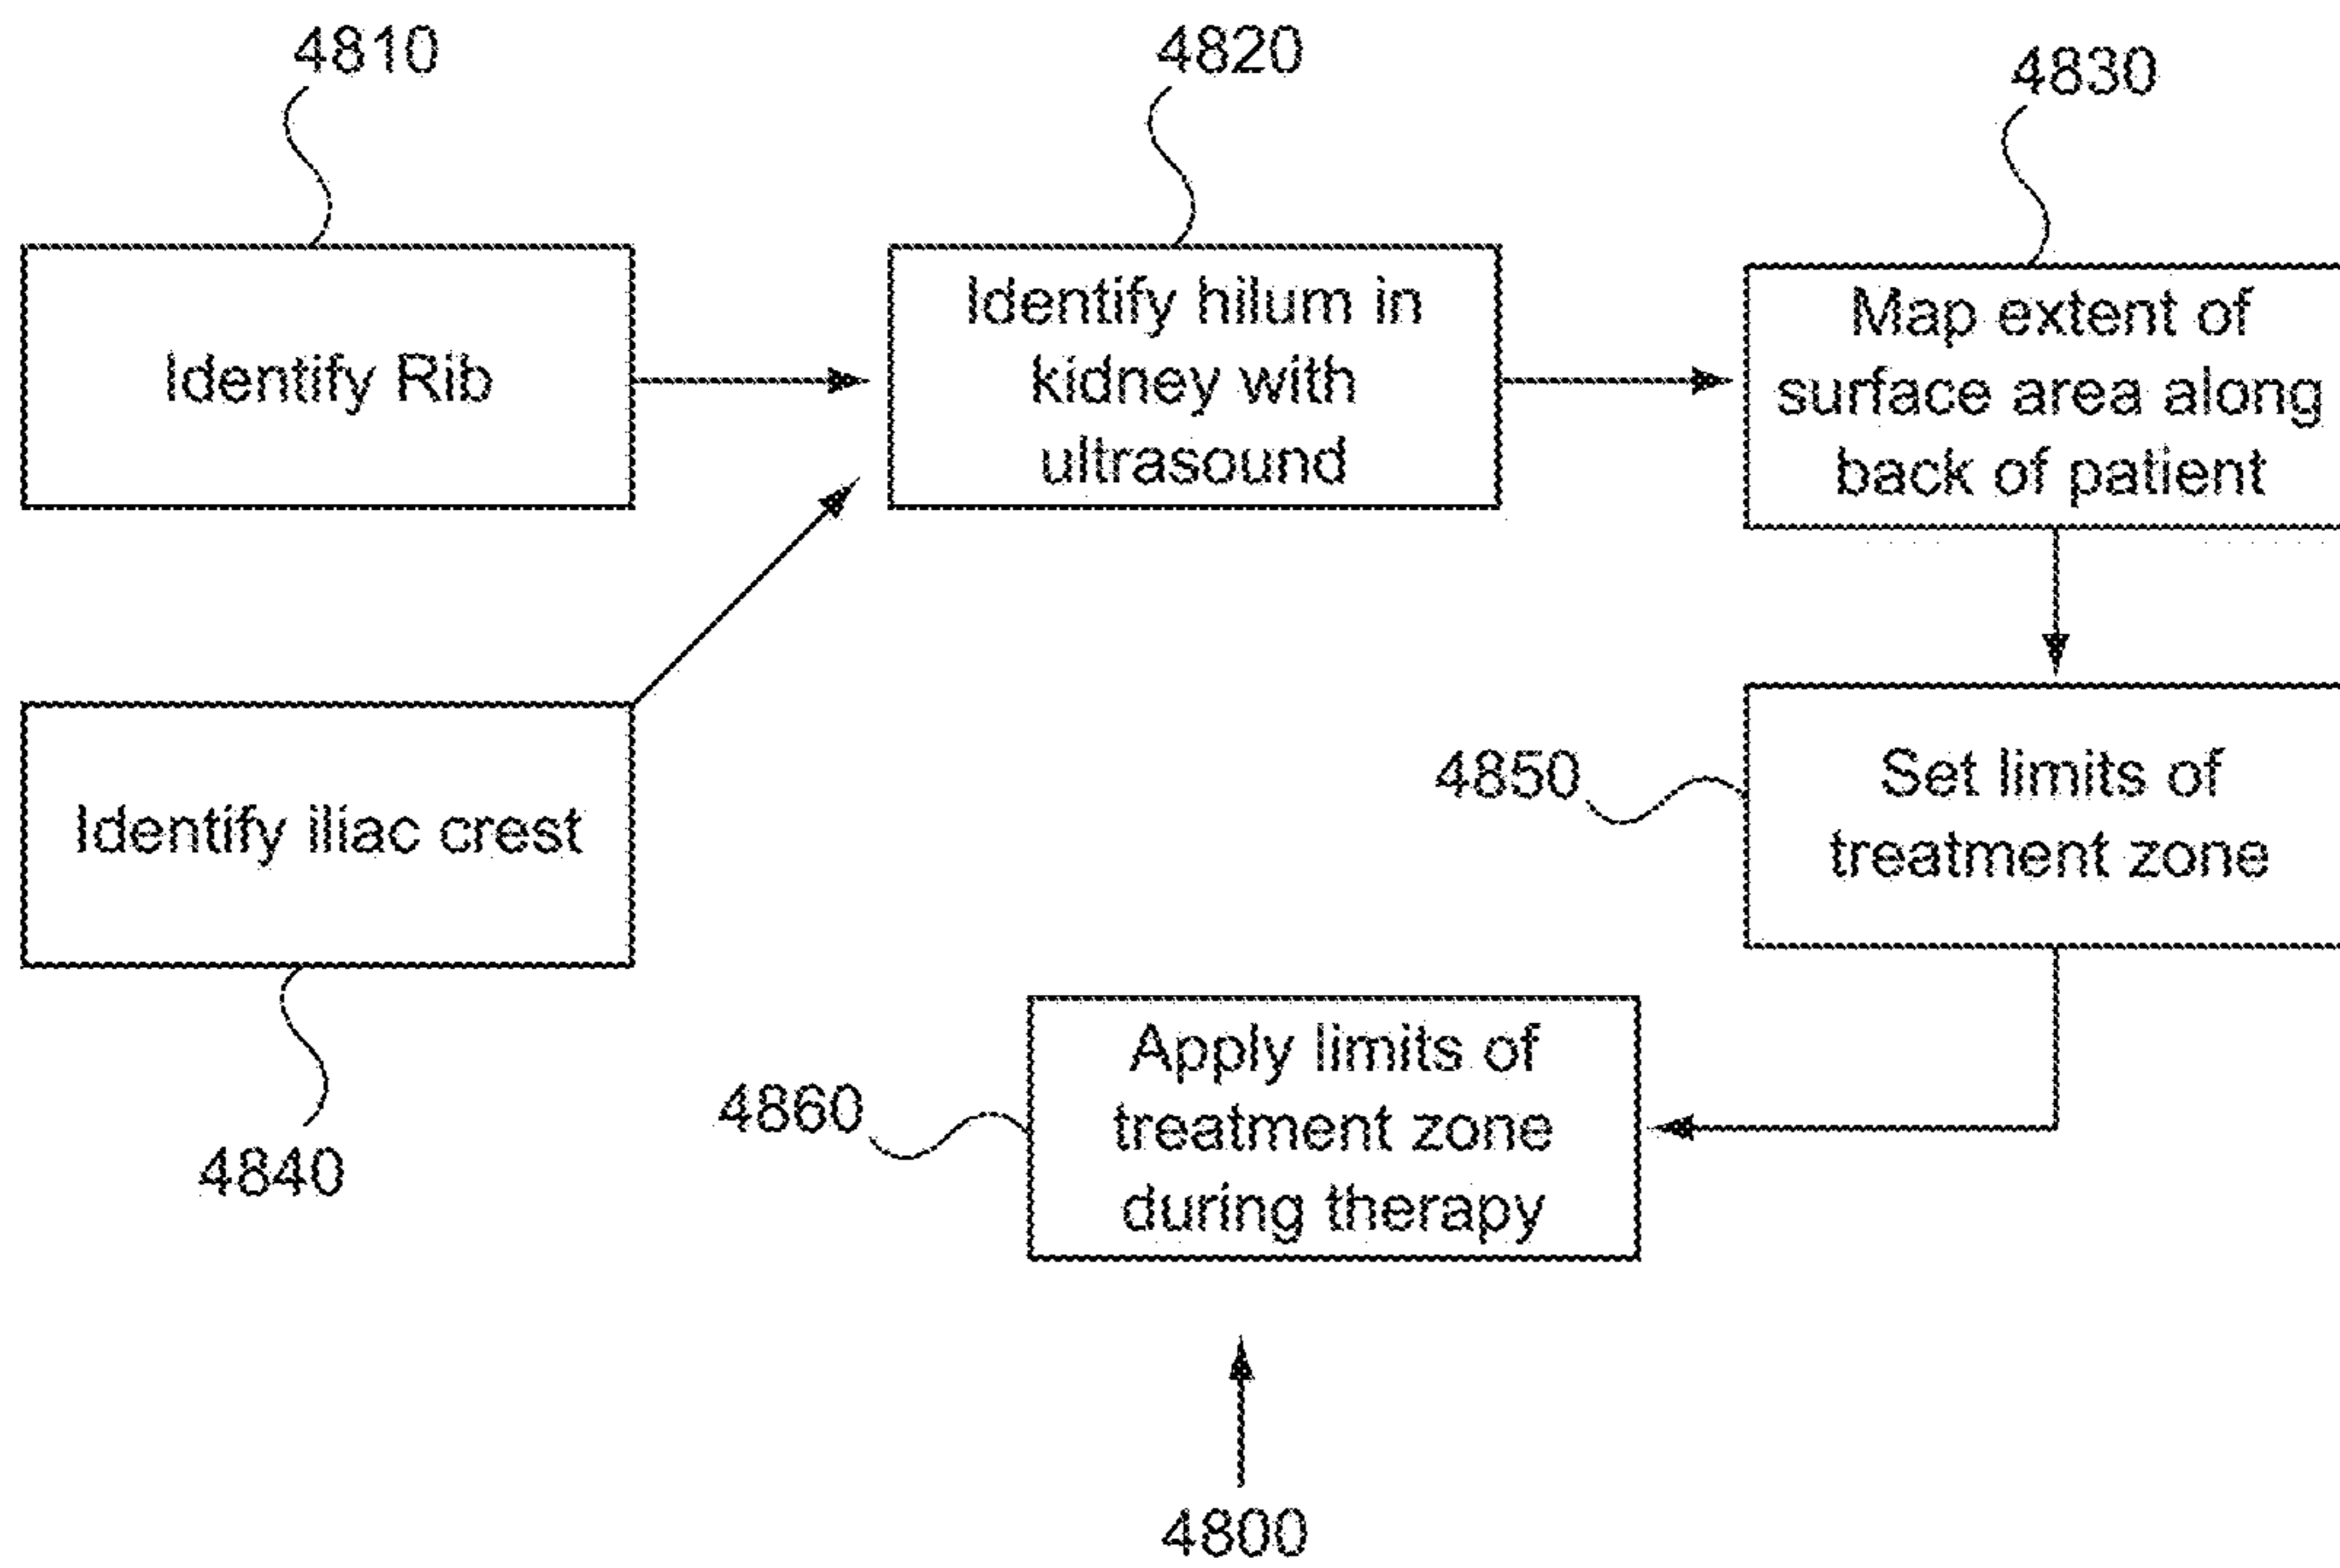 4810
4820
4830
Identify Rib
Identify hilum in
kidney with
ultrasound
Map extent of
surface area along
back of patient
Identify iliac crest
4840
4850
Set limits of
treatment zone
4860
Apply limits of
treatment zone
during therapy
4800